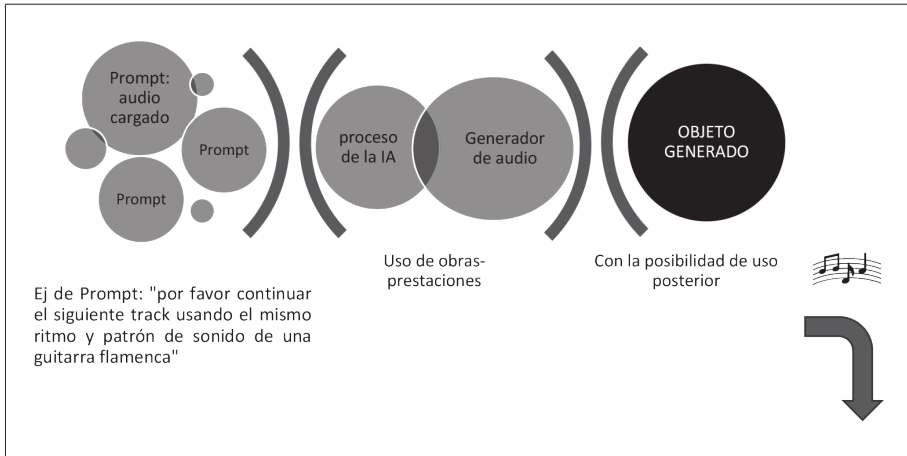 Prompt:
audio
cargado
Prompt
Prompt
proceso
de la IA
Generador
de audio
OBJETO
GENERADO
Uso de obras-
prestaciones
Con la posibilidad de uso
posterior
Ej de Prompt: "por favor continuar
el siguiente track usando el mismo
ritmo y patrón de sonido de una
guitarra flamenca"